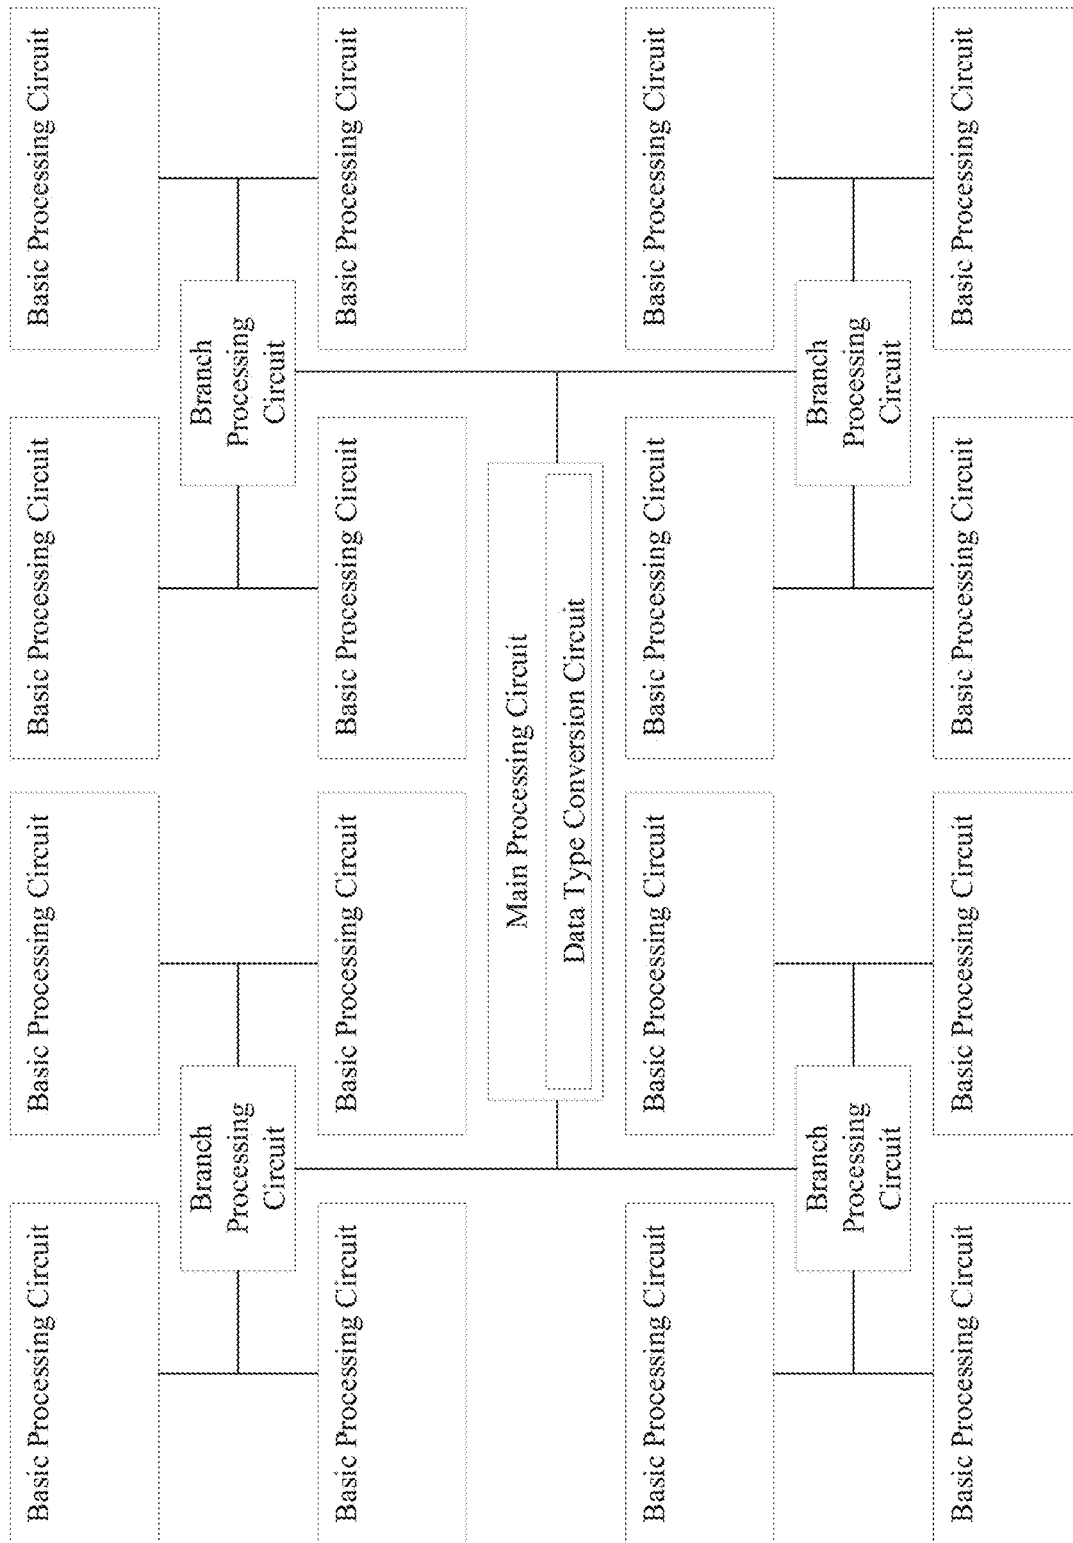 Basic Processing Circuit
Basic Processing Circuit
Basic Processing Circuit
Basic Processing Circuit
Branch
Processing
Circuit
Branch
Processing
Circuit
Basic Processing Circuit
Basic Processing Circuit
Basic Processing Circuit
Basic Processing Circuit
Main Processing Circuit
Data Type Conversion Circuit
Basic Processing Circuit
Basic Processing Circuit
Basic Processing Circuit
Basic Processing Circuit
Branch
Processing
Circuit
Branch
Processing
Circuit
Basic Processing Circuit
Basic Processing Circuit
Basic Processing Circuit
Basic Processing Circuit